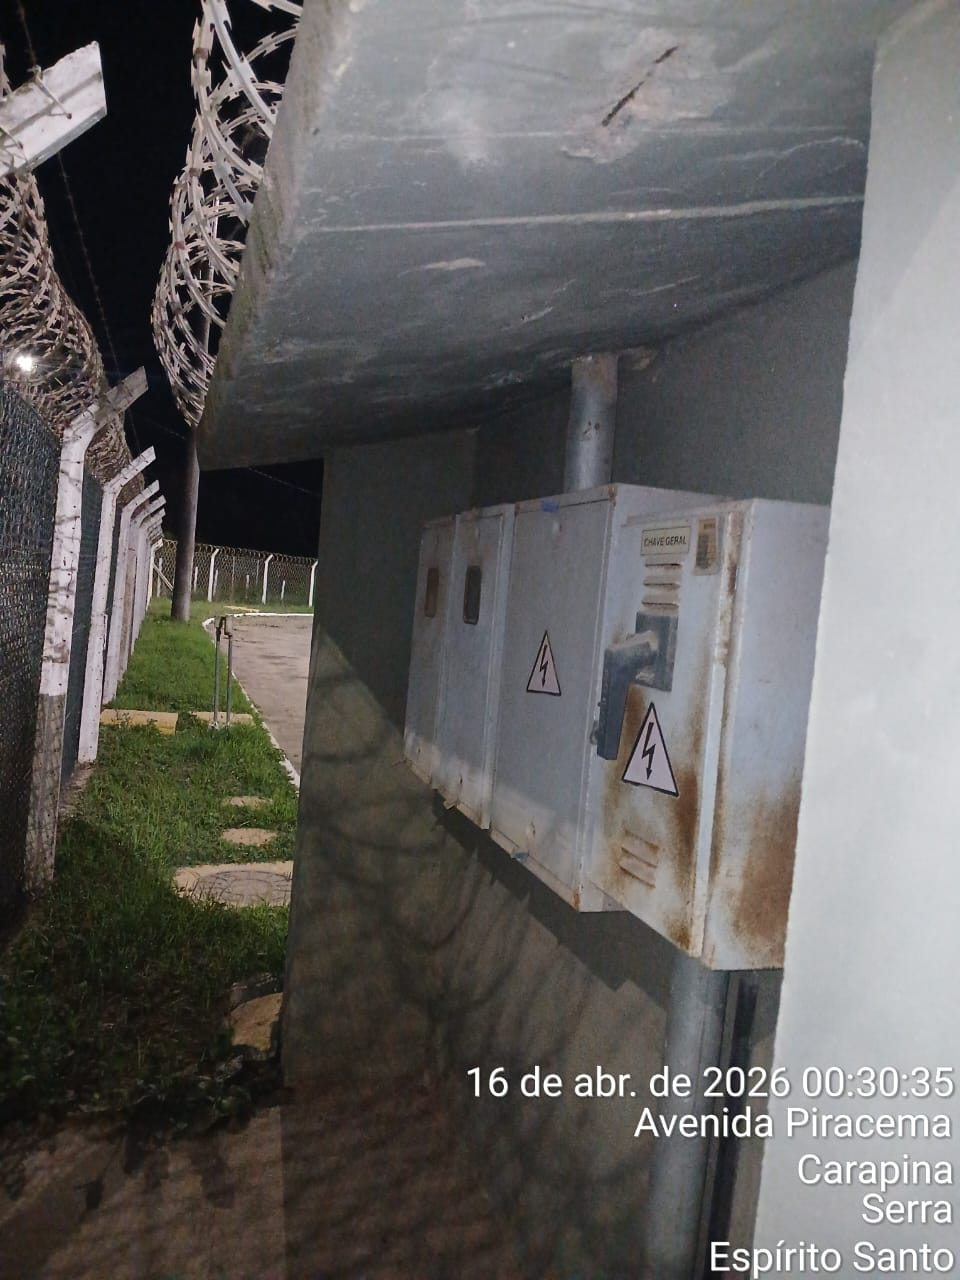 CHAVE GERAL
16 de abr. de 2026 00:30:35
Avenida Piracema
Carapina
Serra
Espírito Santo